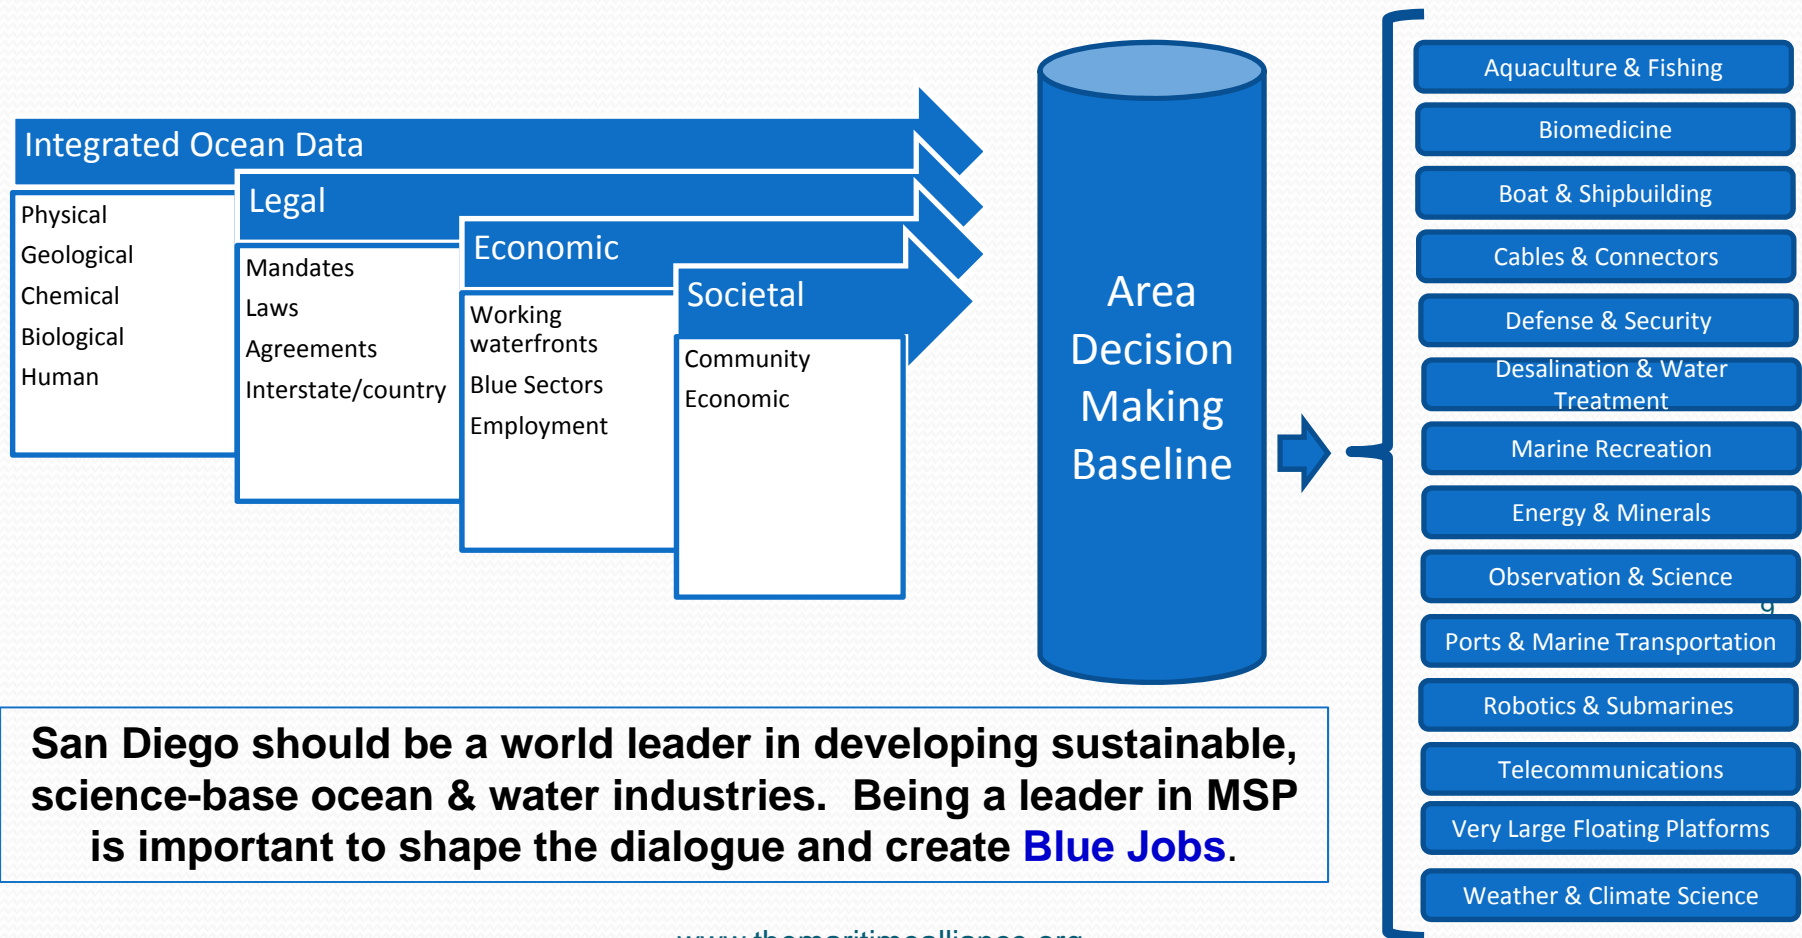 Integrated Ocean Data
Physical
Geological
Chemical
Biological
Human
Legal
Mandates
Laws
Agreements
Interstate/country
Economic
Working
waterfronts
Blue Sectors
Employment
Societal
Community
Economic
Area
Decision
Making
Baseline
Aquaculture & Fishing
Biomedicine
Boat & Shipbuilding
Cables & Connectors
Defense & Security
Desalination & Water
Treatment
Marine Recreation
Energy & Minerals
Observation & Science
9
Ports & Marine Transportation
Robotics & Submarines
Telecommunications
Very Large Floating Platforms
Weather & Climate Science
San Diego should be a world leader in developing sustainable,
science-base ocean & water industries. Being a leader in MSP
is important to shape the dialogue and create Blue Jobs.
www.themaritimealliance.org